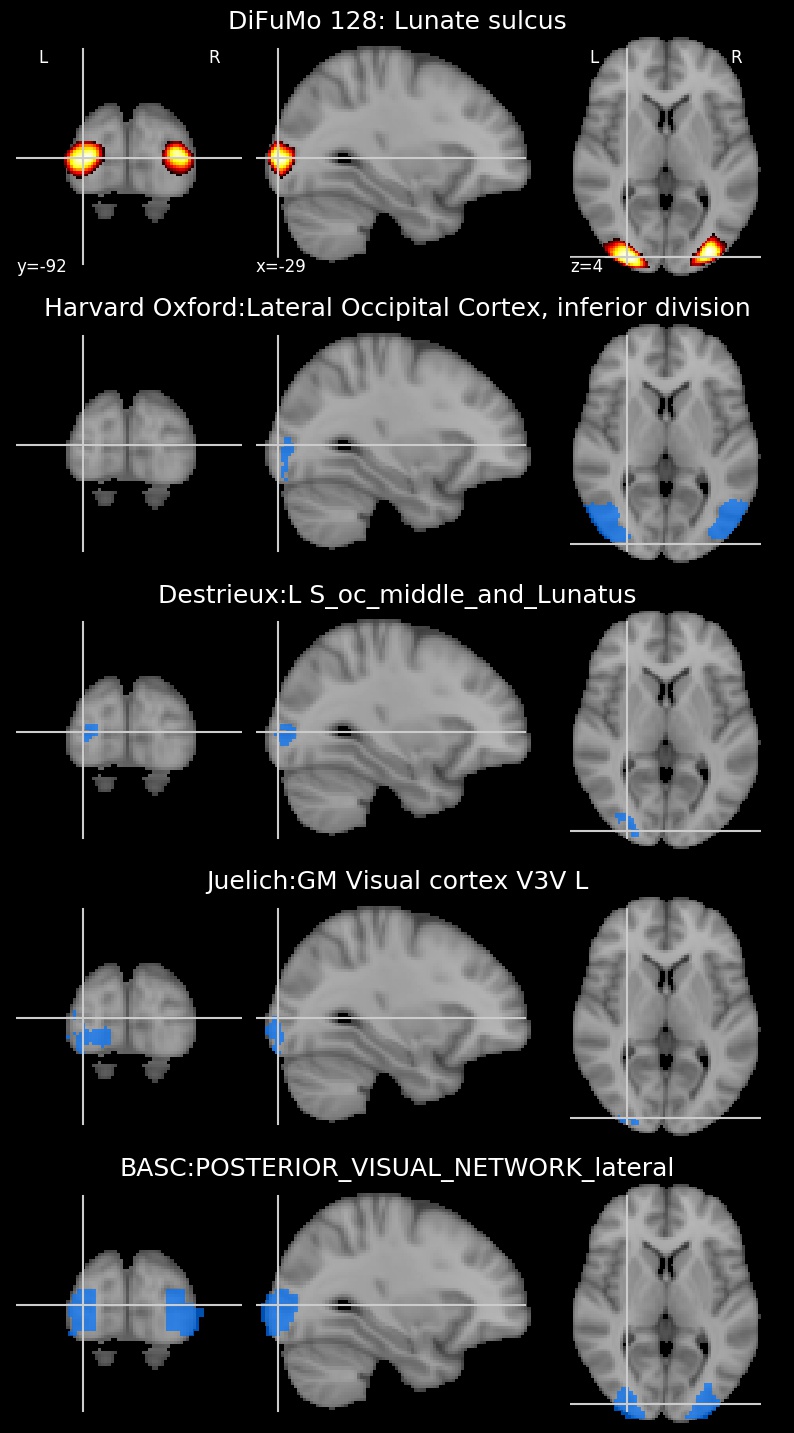 DiFuMo 128: Lunate sulcus
L R L R
y=-92 x=-29 z=4
Harvard Oxford:Lateral Occipital Cortex, inferior division
Destrieux:L S_oc_middle_and_Lunatus
Juelich:GM Visual cortex V3V L
BASC:POSTERIOR_VISUAL_NETWORK_lateral